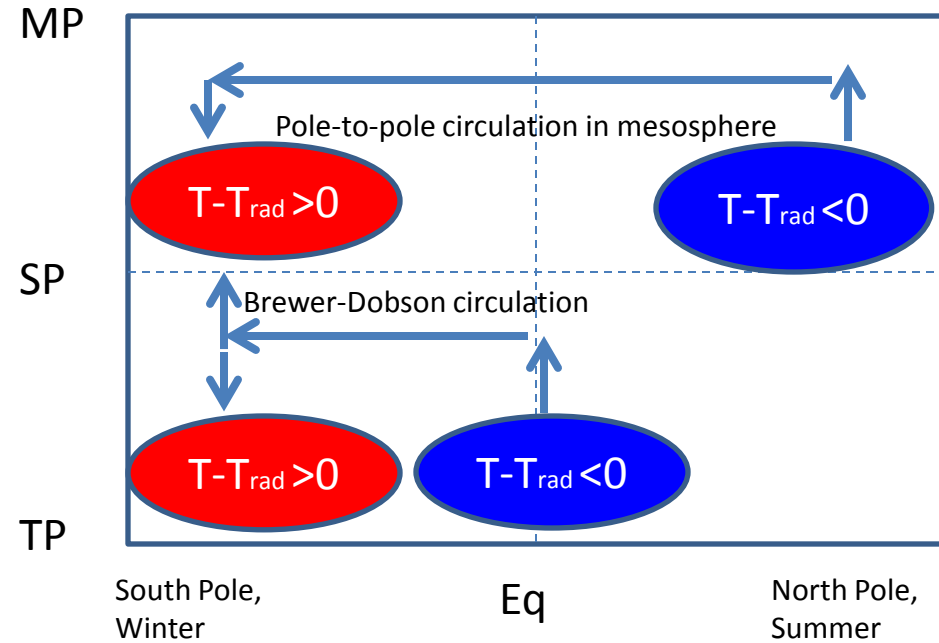 MP
Pole-to-pole circulation in mesosphere
T-Trad >0
T-Trad <0
SP
Brewer-Dobson circulation
T-Trad >0
T-Trad <0
TP
South Pole,
Winter
Eq
North Pole,
Summer